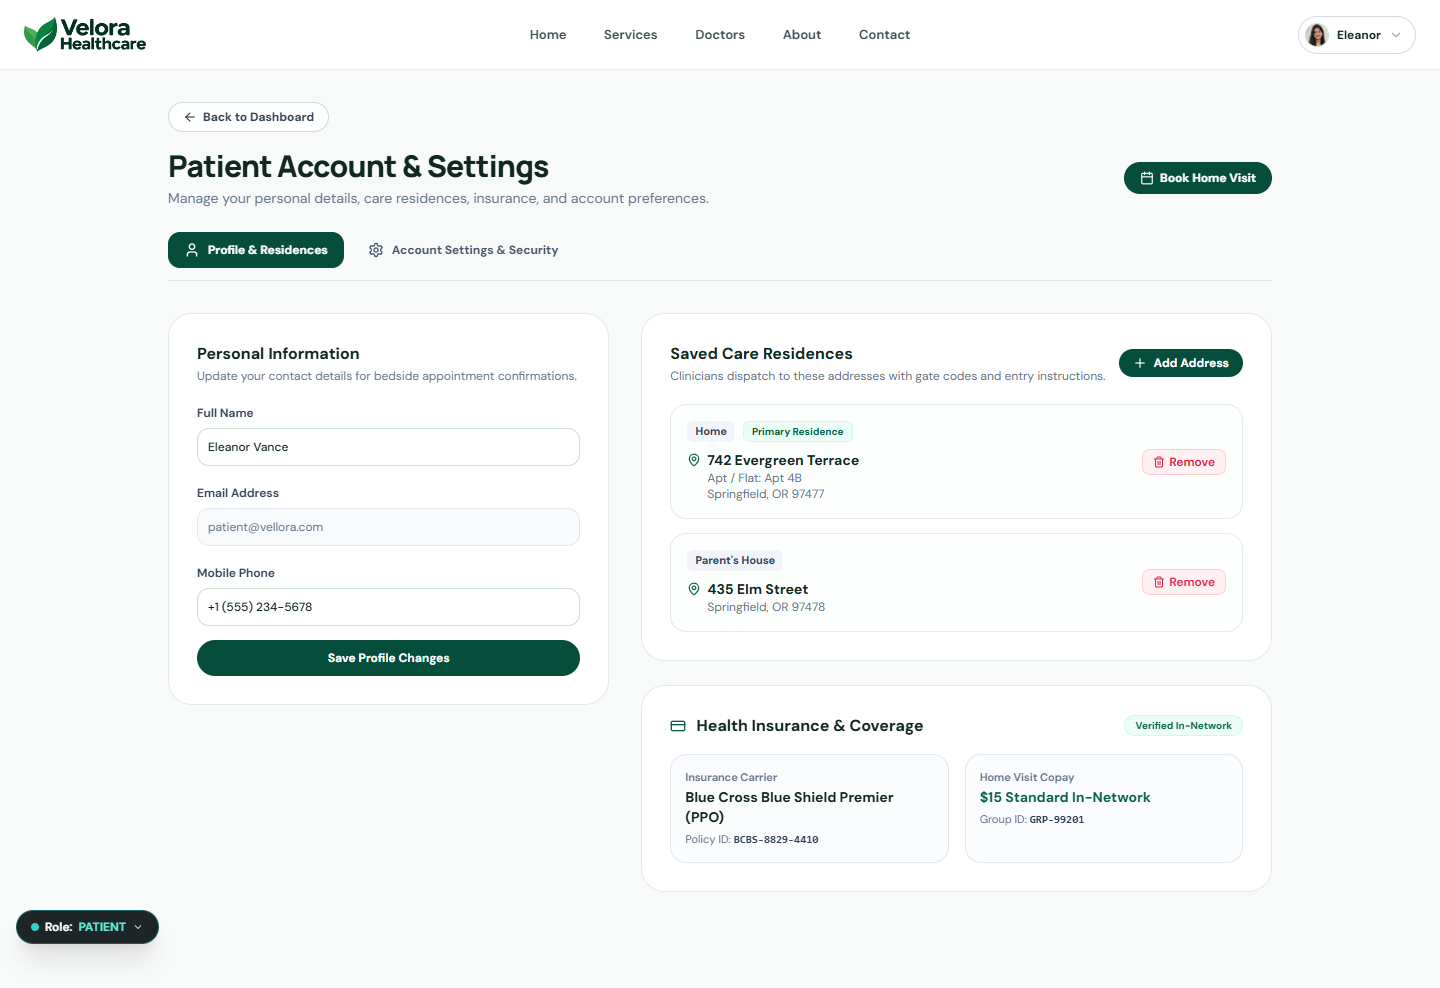 Velora
Healthcare
Home
Services
Doctors
About
Contact
Eleanor
Back to Dashboard
Patient Account & Settings
Manage your personal details, care residences, insurance, and account preferences.
Book Home Visit
Profile & Residences
Account Settings & Security
Personal Information
Update your contact details for bedside appointment confirmations.
Full Name
Eleanor Vance
Email Address
patient@vellora.com
Mobile Phone
+1 (555) 234-5678
Save Profile Changes
Saved Care Residences
Clinicians dispatch to these addresses with gate codes and entry instructions.
Add Address
Home
Primary Residence
742 Evergreen Terrace
Apt / Flat: Apt 4B
Springfield, OR 97477
Remove
Parent's House
435 Elm Street
Springfield, OR 97478
Remove
Health Insurance & Coverage
Verified In-Network
Insurance Carrier
Blue Cross Blue Shield Premier
(PPO)
Policy ID: BCBS-8829-4410
Home Visit Copay
$15 Standard In-Network
Group ID: GRP-99201
Role: PATIENT